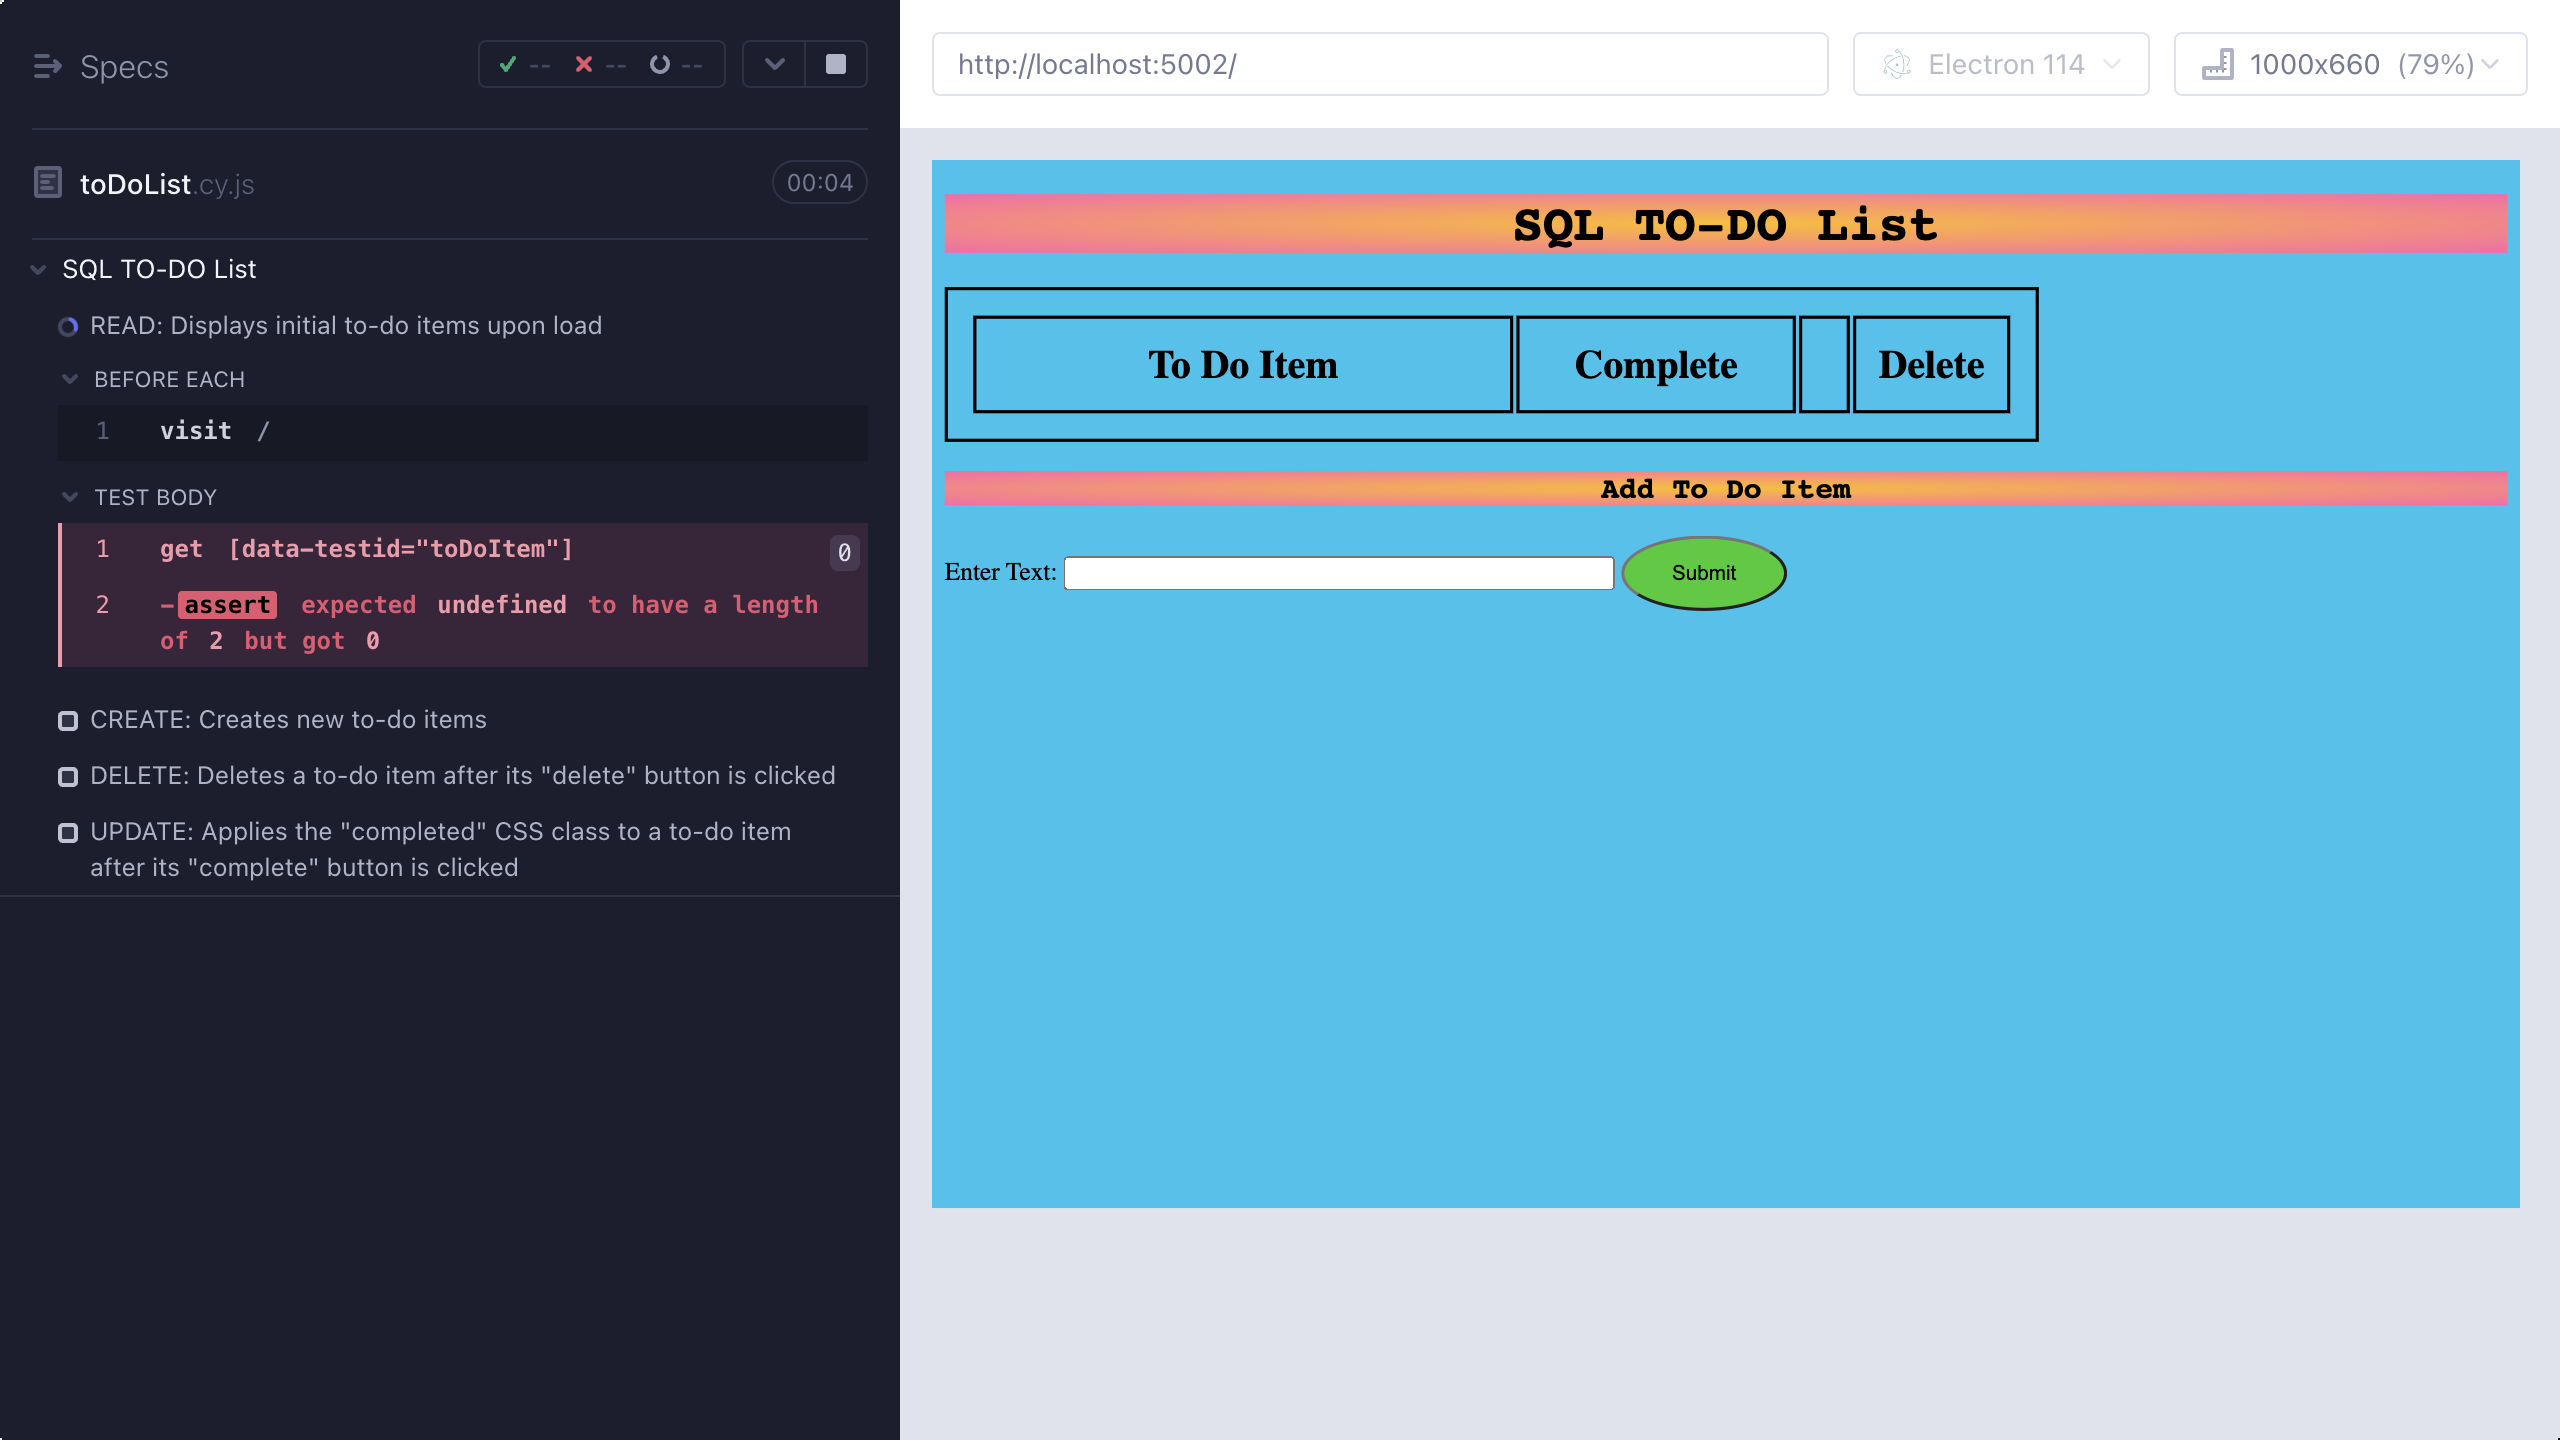 Specs
-- -- --
toDoList.cy.js
00:04
SQL TO-DO List
READ: Displays initial to-do items upon load
BEFORE EACH
1 visit /
TEST BODY
1 get [data-testid="toDoItem"] 0
2 -assert expected undefined to have a length
of 2 but got 0
CREATE: Creates new to-do items
DELETE: Deletes a to-do item after its "delete" button is clicked
UPDATE: Applies the "completed" CSS class to a to-do item
after its "complete" button is clicked
http://localhost:5002/
Electron 114
1000x660 (79%)
SQL TO-DO List
To Do Item Complete Delete
Add To Do Item
Enter Text: Submit